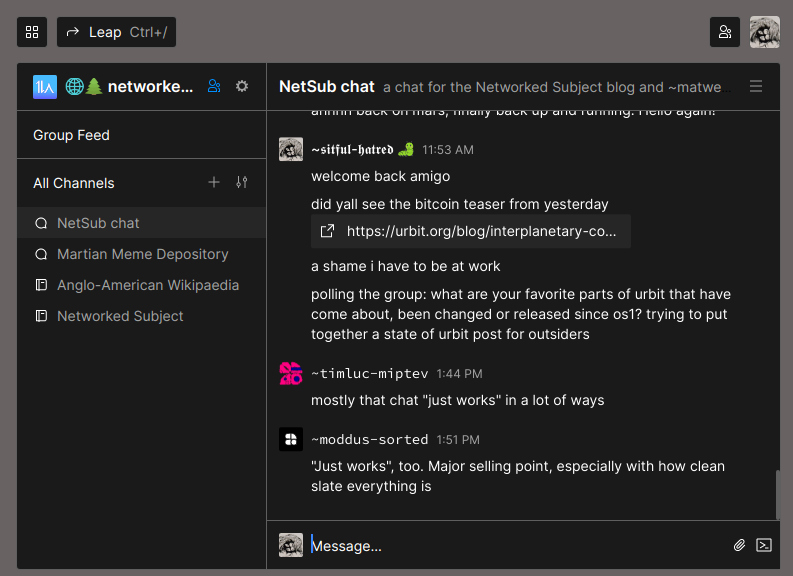 Leap Ctrl+/
networke...
Group Feed
All Channels
NetSub chat
Martian Meme Depository
Anglo-American Wikipaedia
Networked Subject
NetSub chat a chat for the Networked Subject blog and ~matwe
ahhhh back on mars, finally back up and running. Hello again!
~𝖘𝖎𝖙𝖋𝖚𝖑-𝖍𝖆𝖙𝖗𝖊𝖉 11:53 AM
welcome back amigo
did yall see the bitcoin teaser from yesterday
https://urbit.org/blog/interplanetary-co...
a shame i have to be at work
polling the group: what are your favorite parts of urbit that have
come about, been changed or released since os1? trying to put
together a state of urbit post for outsiders
~timluc-miptev 1:44 PM
mostly that chat "just works" in a lot of ways
~moddus-sorted 1:51 PM
"Just works", too. Major selling point, especially with how clean
slate everything is
Message...